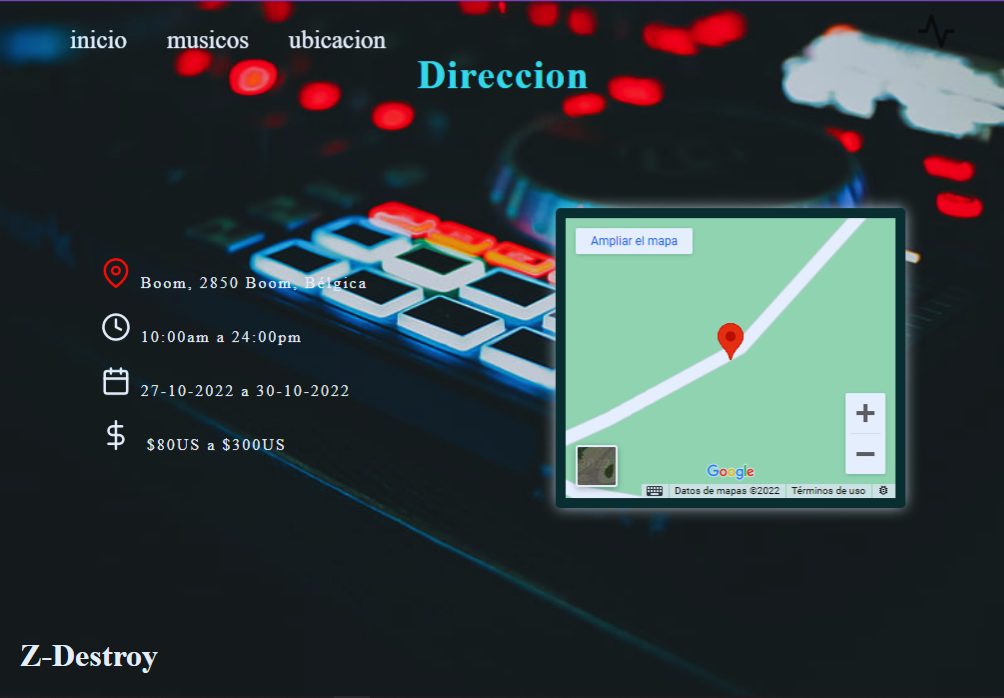 inicio musicos ubicacion
Direccion
Boom, 2850 Boom, Bélgica
10:00am a 24:00pm
27-10-2022 a 30-10-2022
$80US a $300US
Ampliar el mapa
Google
Datos de mapas ©2022 Términos de uso
Z-Destroy